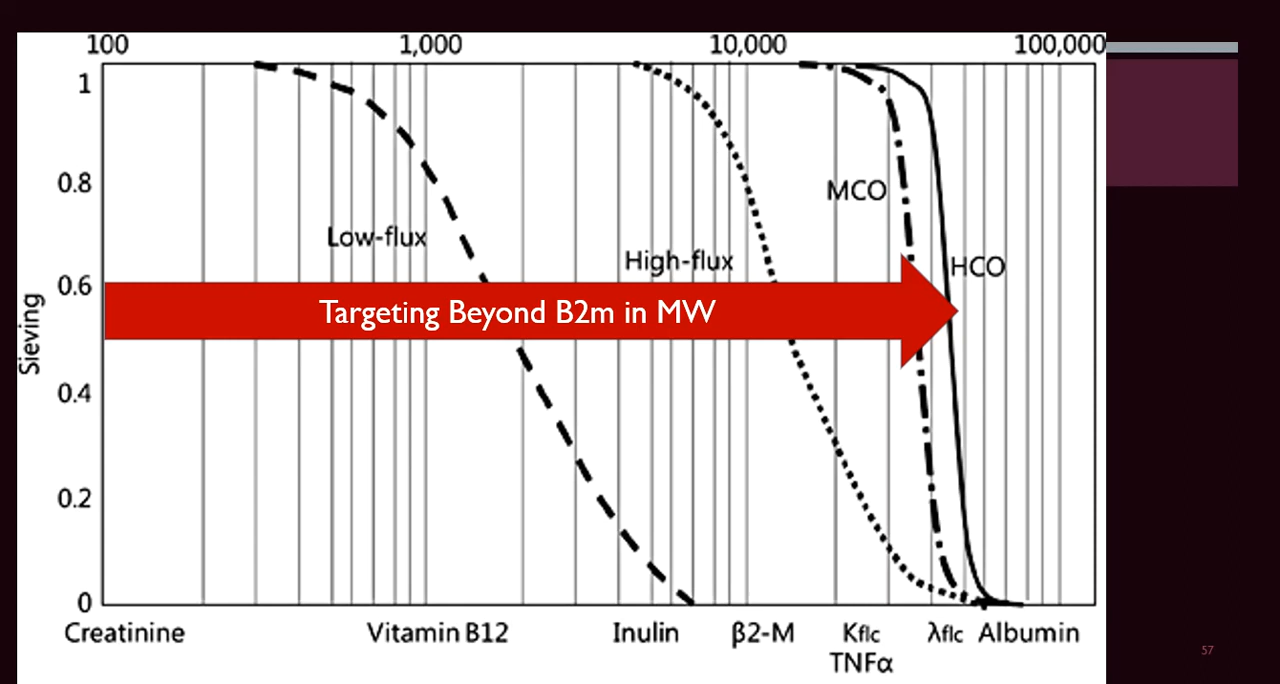 100 1,000 10,000 100,000
1
0.8
MCO
Low-flux
High-flux
HCO
0.6
Targeting Beyond B2m in MW
Sieving
0.4
0.2
0
Creatinine Vitamin B12 Inulin β2-M Kflc λflc Albumin
TNFα
57